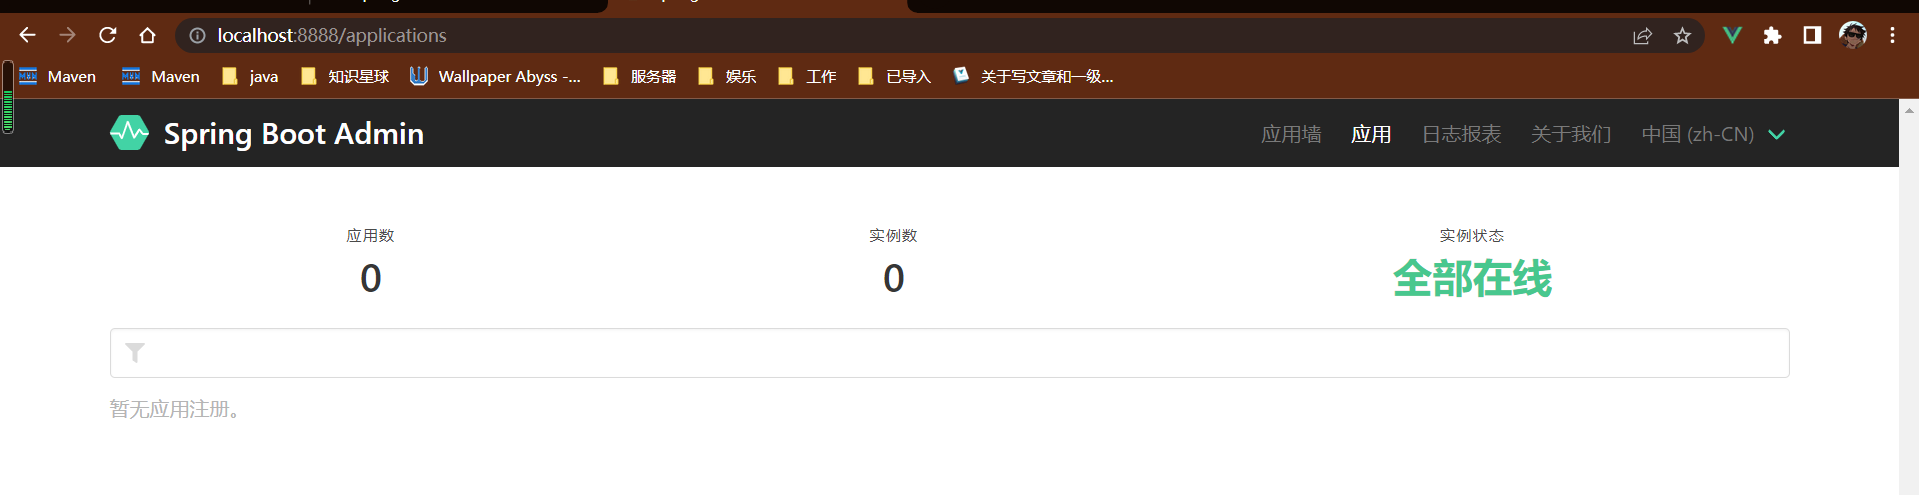 localhost:8888/applications
Maven Maven java 知识星球 Wallpaper Abyss -... 服务器 娱乐 工作 已导入 关于写文章和一级...
Spring Boot Admin 应用墙 应用 日志报表 关于我们 中国 (zh-CN)
应用数 实例数 实例状态
0 0 全部在线
暂无应用注册。